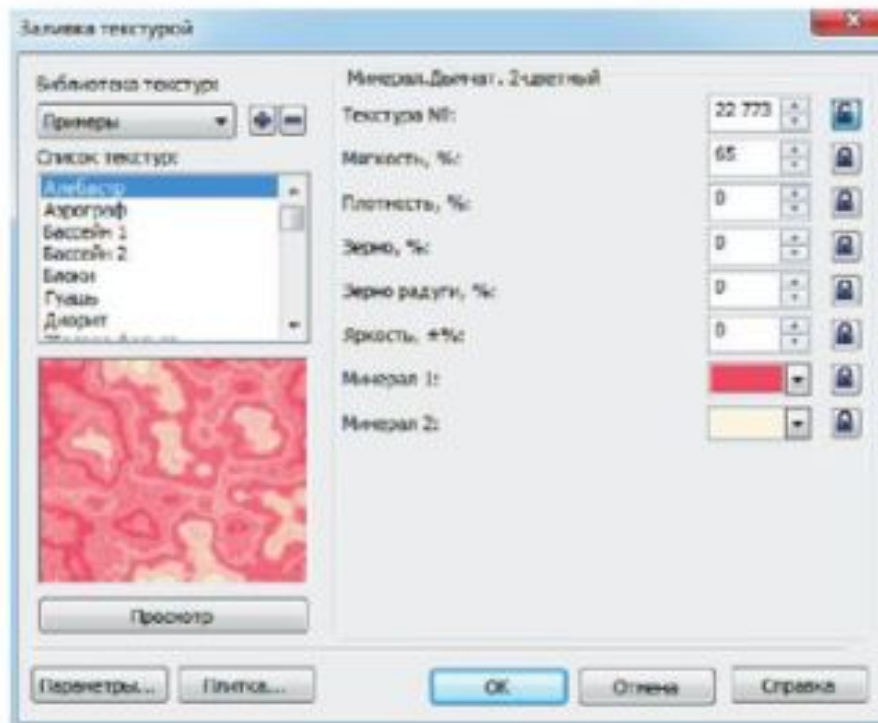 Заливка текстурой
Библиотека текстур:
Примеры
Список текстур:
Алебастр
Аэрограф
Бассейн 1
Бассейн 2
Блоки
Гуашь
Диорит
Просмотр
Минерал.Дымчат. 2-цветный
Текстура №: 22 773
Мягкость, %: 65
Плотность, %: 0
Зерно, %: 0
Зерно радуги, %: 0
Яркость, ±%: 0
Минерал 1:
Минерал 2:
Параметры... Плитка... OK Отмена Справка